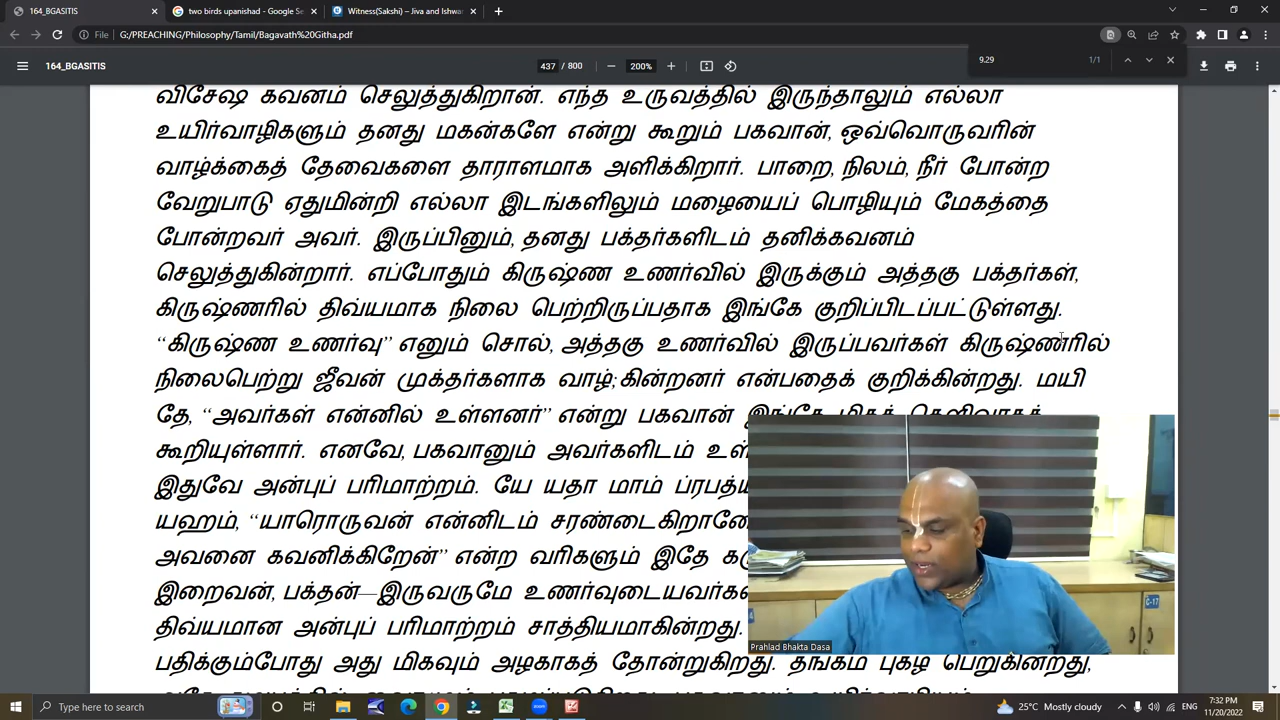 164_BGASITIS
two birds upanishad - Google Se
Witness(Sakshi) – Jiva and Ishwar
File
G:/PREACHING/Philosophy/Tamil/Bagavath%20Githa.pdf
9.29
1/1
164_BGASITIS
437 / 800
200%
விசேஷ கவனம் செலுத்துகிறான். எந்த உருவத்தில் இருந்தாலும் எல்லா
உயிர்வாழிகளும் தனது மகன்களே என்று கூறும் பகவான், ஒவ்வொருவரின்
வாழ்க்கைத் தேவைகளை தாராளமாக அளிக்கிறார். பாறை, நிலம், நீர் போன்ற
வேறுபாடு ஏதுமின்றி எல்லா இடங்களிலும் மழையைப் பொழியும் மேகத்தை
போன்றவர் அவர். இருப்பினும், தனது பக்தர்களிடம் தனிக்கவனம்
செலுத்துகின்றார். எப்போதும் கிருஷ்ண உணர்வில் இருக்கும் அத்தகு பக்தர்கள்,
கிருஷ்ணரில் திவ்யமாக நிலை பெற்றிருப்பதாக இங்கே குறிப்பிடப்பட்டுள்ளது.
“கிருஷ்ண உணர்வு” எனும் சொல், அத்தகு உணர்வில் இருப்பவர்கள் கிருஷ்ணரில்
நிலைபெற்று ஜீவன் முக்தர்களாக வாழ்;கின்றனர் என்பதைக் குறிக்கின்றது. மயி
தே, “அவர்கள் என்னில் உள்ளனர்” என்று பகவான் இங்கே மிகத் தெளிவாகக்
கூறியுள்ளார். எனவே, பகவானும் அவர்களிடம்
இதுவே அன்புப் பரிமாற்றம். யே யதா மாம்
யஹம், “யாரொருவன் என்னிடம்
அவனை கவனிக்கிறேன்” என்ற வரிகளும் இதே
இறைவன், பக்தன்—இருவருமே
திவ்யமான அன்புப் பரிமாற்றம் சாத்தியமாகின்றது.
பதிக்கும்போது அது மிகவும் அழகாகத் தோன்றுகிறது. தங்கம் புகழ் பெறுகின்றது,
C-17
Prahlad Bhakta Dasa
Type here to search
25°C Mostly cloudy
ENG
7:32 PM
11/20/2022